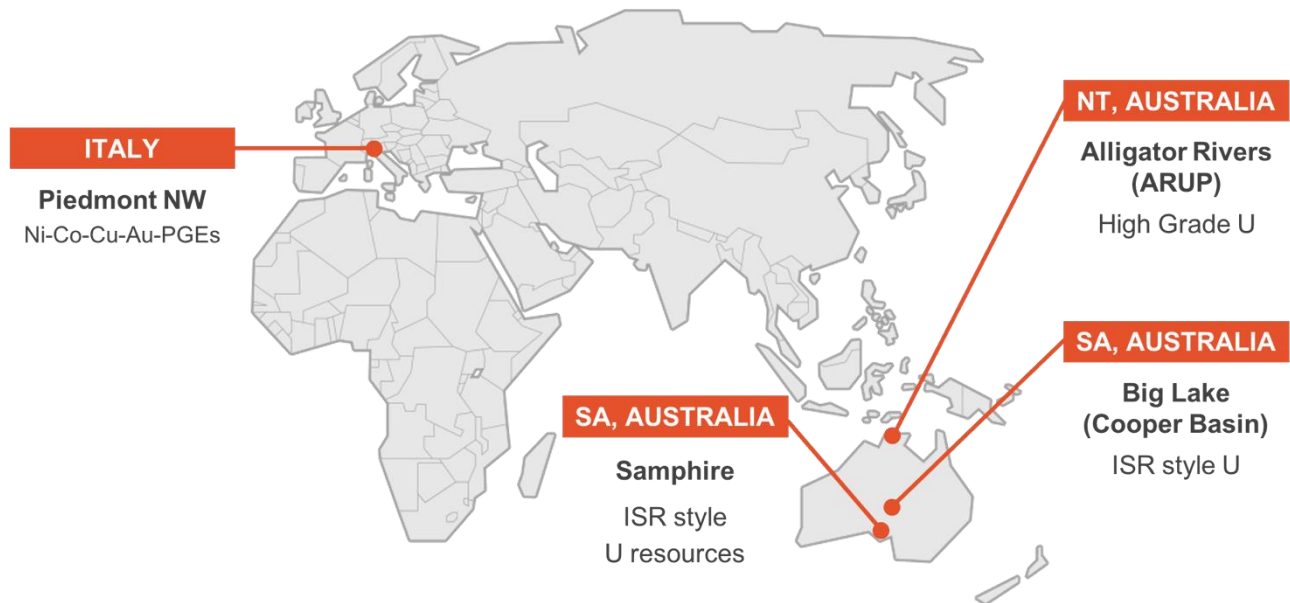 ITALY
Piedmont NW
Ni-Co-Cu-Au-PGEs
NT, AUSTRALIA
Alligator Rivers
(ARUP)
High Grade U
SA, AUSTRALIA
Big Lake
(Cooper Basin)
ISR style U
SA, AUSTRALIA
Samphire
ISR style
U resources